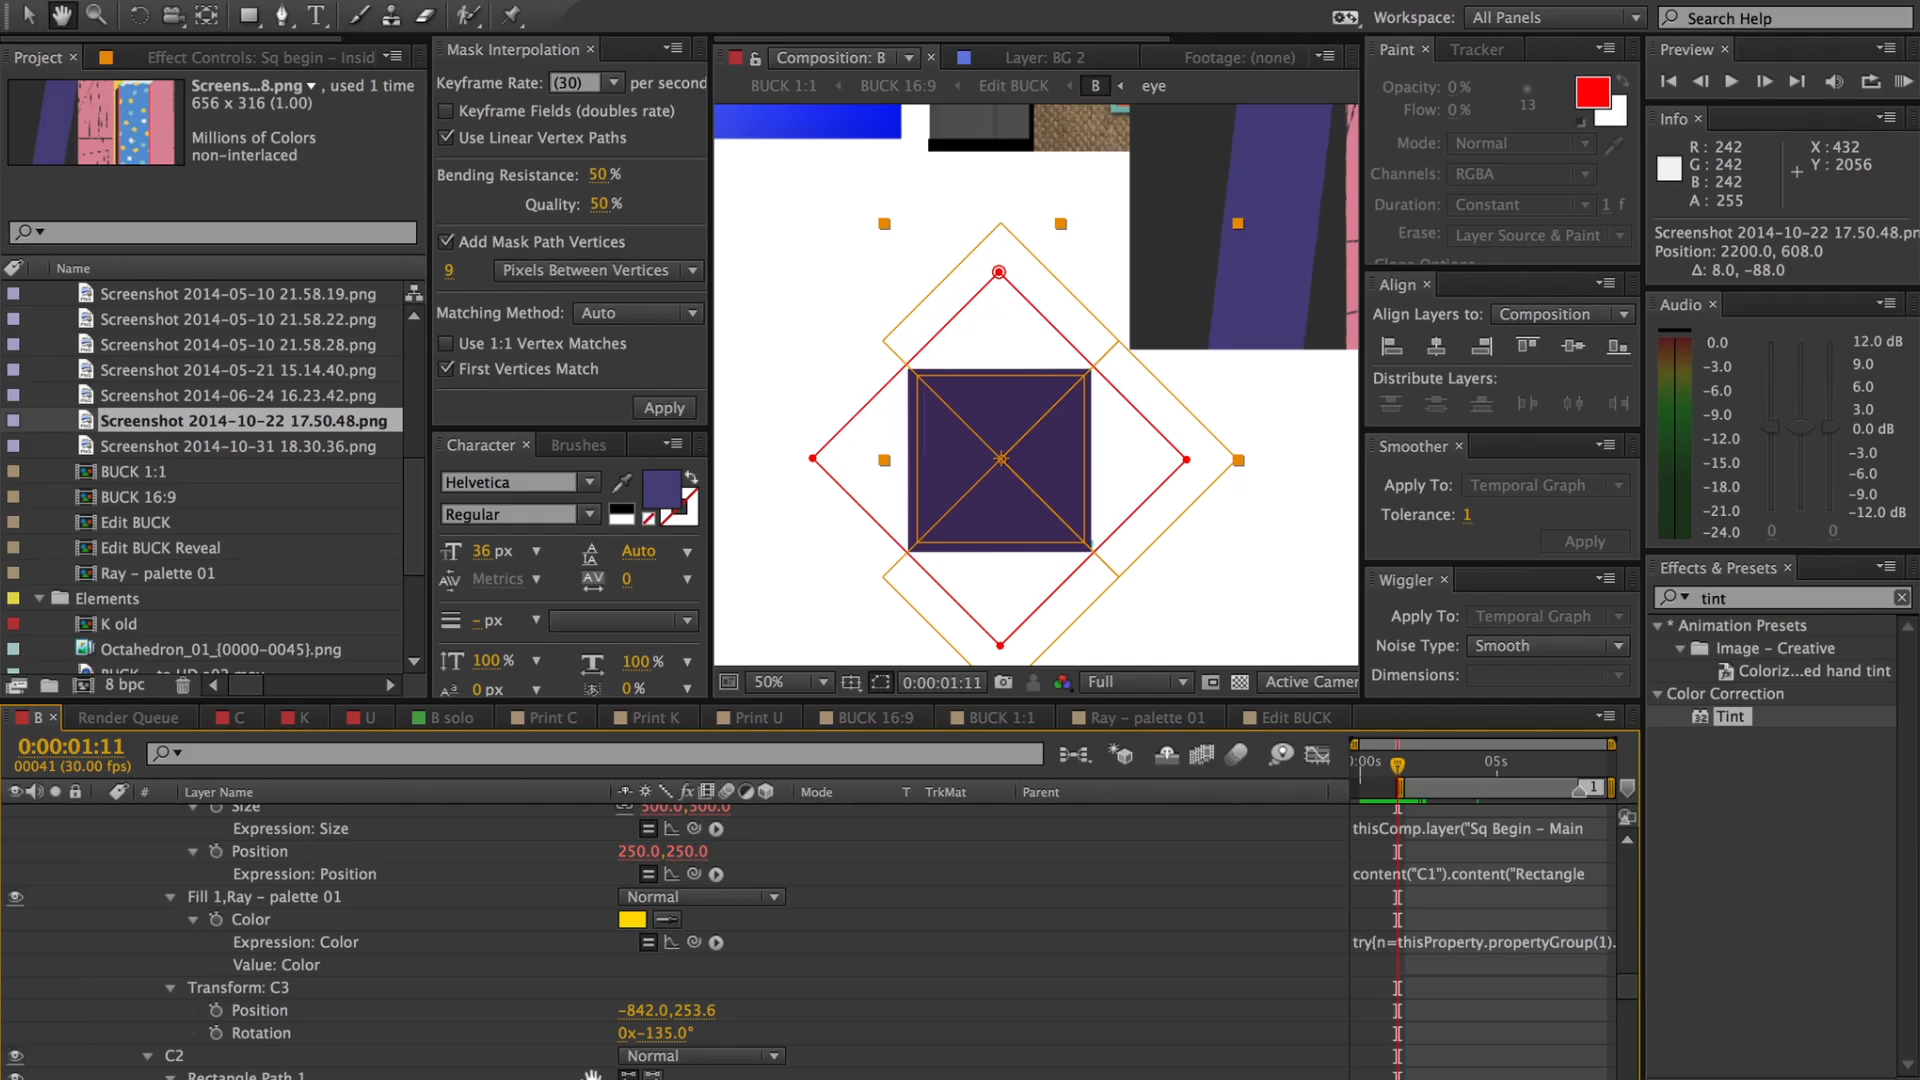 Workspace: All Panels
Search Help
Project ×
Effect Controls: Sq begin – Insid
Screens...8.png ▾ , used 1 time
656 x 316 (1.00)
Millions of Colors
non-interlaced
Name
Screenshot 2014-05-10 21.58.19.png
Screenshot 2014-05-10 21.58.22.png
Screenshot 2014-05-10 21.58.28.png
Screenshot 2014-05-21 15.14.40.png
Screenshot 2014-06-24 16.23.42.png
Screenshot 2014-10-22 17.50.48.png
Screenshot 2014-10-31 18.30.36.png
BUCK 1:1
BUCK 16:9
Edit BUCK
Edit BUCK Reveal
Ray – palette 01
Elements
K old
Octahedron_01_{0000-0045}.png
8 bpc
Mask Interpolation ×
Keyframe Rate: (30) per second
Keyframe Fields (doubles rate)
Use Linear Vertex Paths
Bending Resistance: 50 %
Quality: 50 %
Add Mask Path Vertices
9 Pixels Between Vertices
Matching Method: Auto
Use 1:1 Vertex Matches
First Vertices Match
Apply
Character × Brushes
Helvetica
Regular
36 px Auto
Metrics 0
– px
100 % 100 %
0 px 0 %
Composition: B ×
Layer: BG 2
Footage: (none)
BUCK 1:1 BUCK 16:9 Edit BUCK B eye
50% 0:00:01:11 Full Active Camer
Paint × Tracker
Opacity: 0 %
Flow: 0 %
13
Mode: Normal
Channels: RGBA
Duration: Constant 1 f
Erase: Layer Source & Paint
Align ×
Align Layers to: Composition
Distribute Layers:
Smoother ×
Apply To: Temporal Graph
Tolerance: 1
Apply
Wiggler ×
Apply To: Temporal Graph
Noise Type: Smooth
Dimensions:
Preview ×
Info ×
R : 242 X : 432
G : 242 Y : 2056
B : 242
A : 255
Screenshot 2014-10-22 17.50.48.pn
Position: 2200.0, 608.0
Δ: 8.0, -88.0
Audio ×
0.0 12.0 dB
-3.0 9.0
-6.0 6.0
-9.0 3.0
-12.0 0.0 dB
-15.0 -3.0
-18.0 -6.0
-21.0 -9.0
-24.0 0 0 -12.0 dB
Effects & Presets ×
tint
* Animation Presets
Image – Creative
Coloriz...ed hand tint
Color Correction
Tint
B × Render Queue C K U B solo Print C Print K Print U BUCK 16:9 BUCK 1:1 Ray – palette 01 Edit BUCK
0:00:01:11
00041 (30.00 fps)
0:00s 05s
# Layer Name Mode T TrkMat Parent
1
Size 500.0,500.0
Expression: Size thisComp.layer("Sq Begin – Main
Position 250.0,250.0
Expression: Position content("C1").content("Rectangle
Fill 1,Ray – palette 01 Normal
Color
Expression: Color try{n=thisProperty.propertyGroup(1).
Value: Color
Transform: C3
Position -842.0,253.6
Rotation 0x-135.0°
C2 Normal
Rectangle Path 1